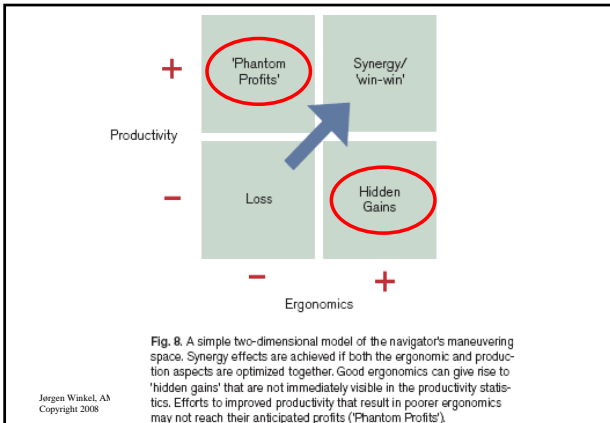 +
'Phantom
Profits'
Synergy/
'win-win'
Productivity
−
Loss
Hidden
Gains
−
+
Ergonomics
Fig. 8. A simple two-dimensional model of the navigator's maneuvering
space. Synergy effects are achieved if both the ergonomic and produc-
tion aspects are optimized together. Good ergonomics can give rise to
'hidden gains' that are not immediately visible in the productivity statis-
tics. Efforts to improved productivity that result in poorer ergonomics
may not reach their anticipated profits ('Phantom Profits').
Jørgen Winkel,
Copyright 2008